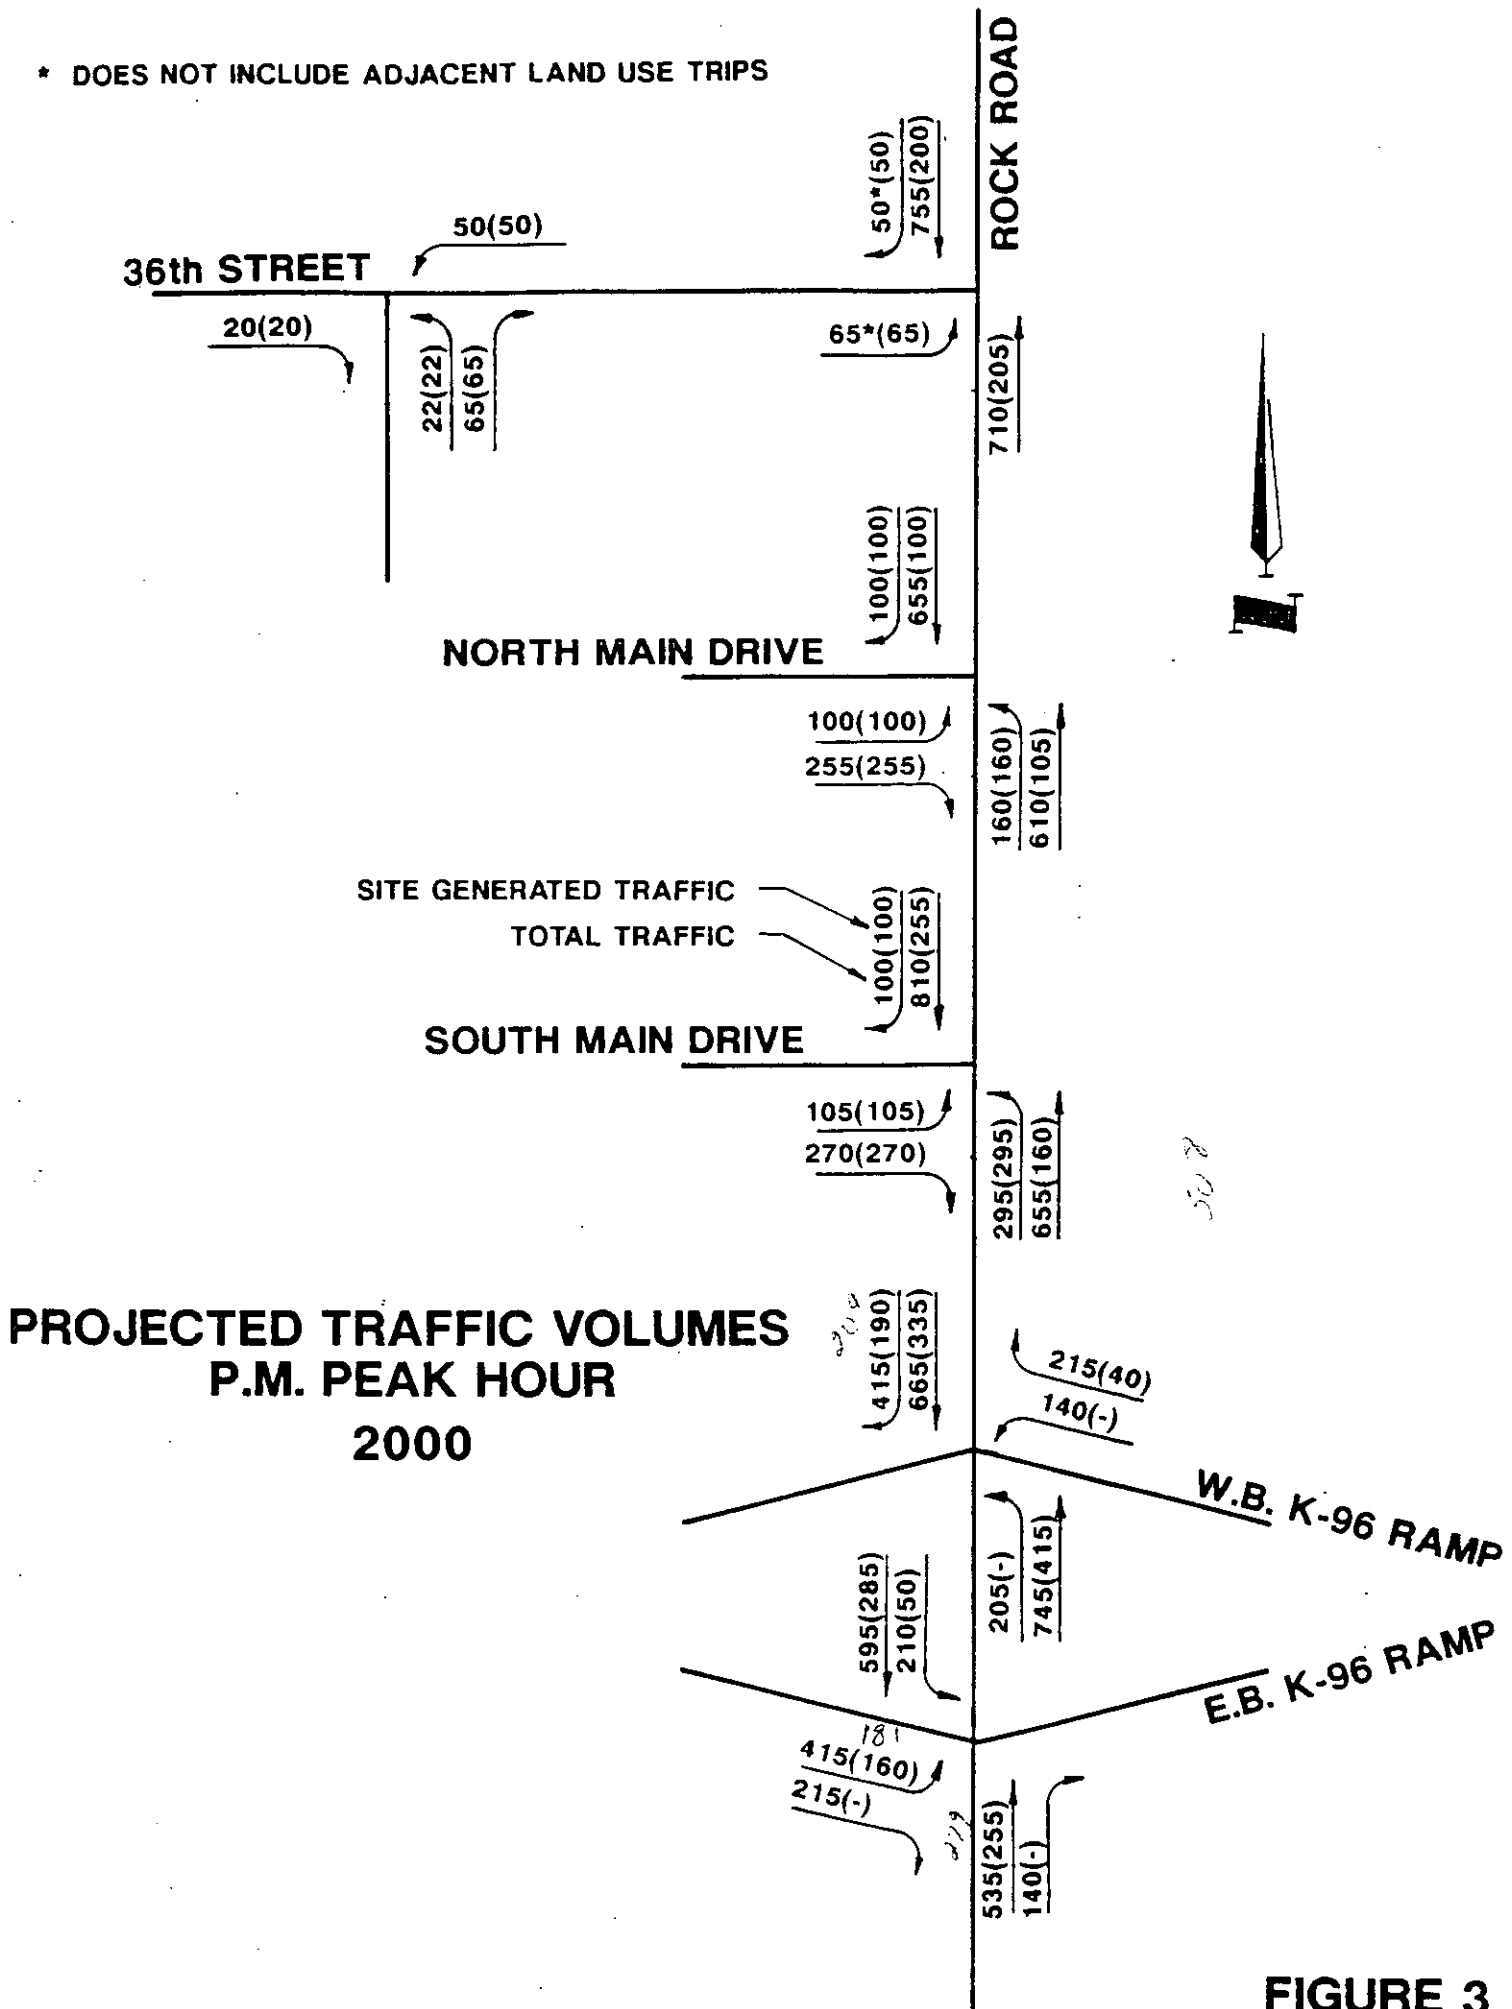 * DOES NOT INCLUDE ADJACENT LAND USE TRIPS
ROCK ROAD
50*(50)
755(200)
50(50)
36th STREET
20(20)
22(22)
65(65)
65*(65)
710(205)
100(100)
655(100)
NORTH MAIN DRIVE
100(100)
255(255)
160(160)
610(105)
SITE GENERATED TRAFFIC
TOTAL TRAFFIC
100(100)
810(255)
SOUTH MAIN DRIVE
105(105)
270(270)
295(295)
655(160)
PROJECTED TRAFFIC VOLUMES
P.M. PEAK HOUR
2000
415(190)
665(335)
215(40)
140(-)
W.B. K-96 RAMP
205(-)
745(415)
595(285)
210(50)
E.B. K-96 RAMP
181
415(160)
215(-)
535(255)
140(-)
FIGURE 3